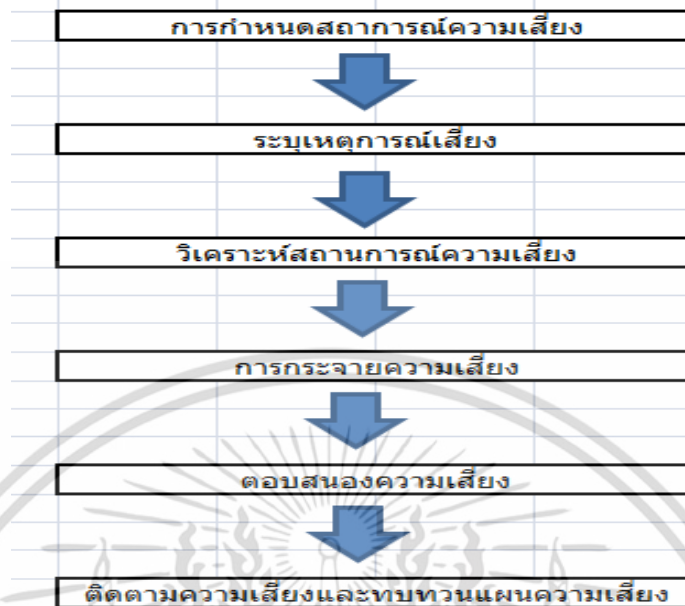 การกำหนดสถาการณ์ความเสี่ยง
ระบุเหตุการณ์เสี่ยง
วิเคราะห์สถานการณ์ความเสี่ยง
การกระจายความเสี่ยง
ตอบสนองความเสี่ยง
ติดตามความเสี่ยงและทบทวนแผนความเสี่ยง